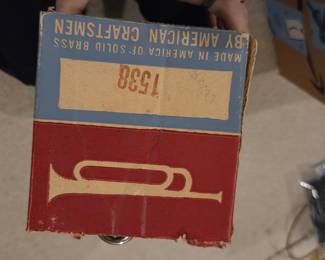 MADE IN AMERICA OF SOLID BRASS
BY AMERICAN CRAFTSMEN
1538